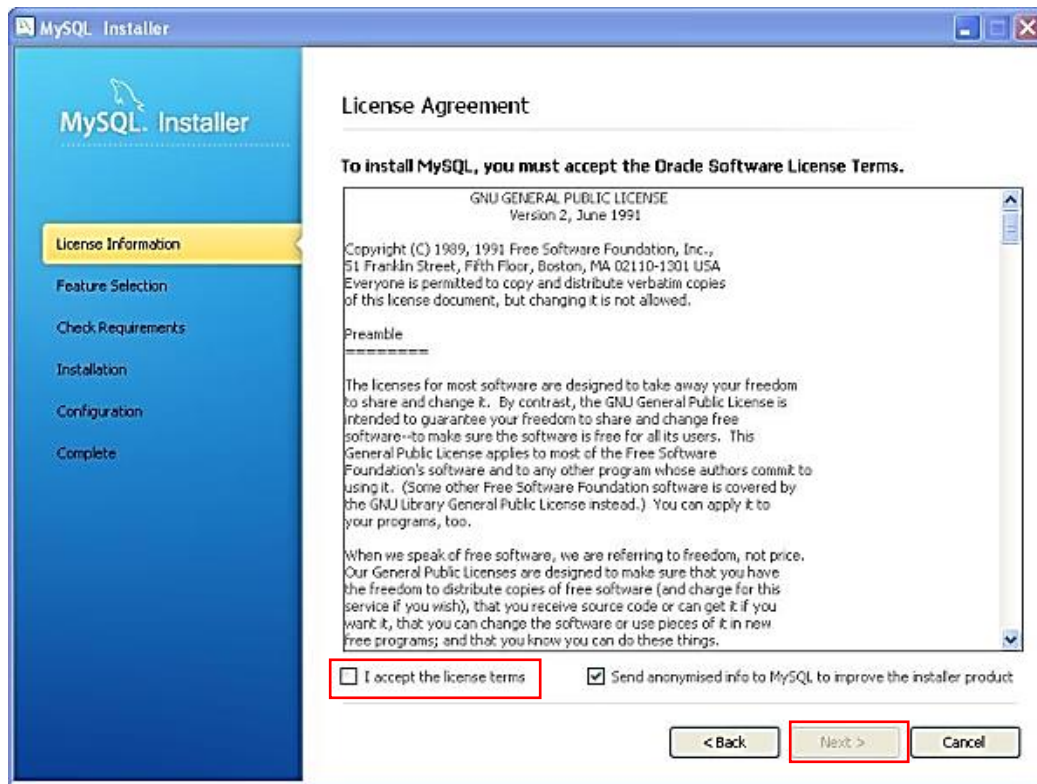 MySQL Installer
MySQL. Installer
License Information
Feature Selection
Check Requirements
Installation
Configuration
Complete
License Agreement
To install MySQL, you must accept the Oracle Software License Terms.
GNU GENERAL PUBLIC LICENSE
Version 2, June 1991
Copyright (C) 1989, 1991 Free Software Foundation, Inc.,
51 Franklin Street, Fifth Floor, Boston, MA 02110-1301 USA
Everyone is permitted to copy and distribute verbatim copies
of this license document, but changing it is not allowed.
Preamble
========
The licenses for most software are designed to take away your freedom
to share and change it.  By contrast, the GNU General Public License is
intended to guarantee your freedom to share and change free
software--to make sure the software is free for all its users.  This
General Public License applies to most of the Free Software
Foundation's software and to any other program whose authors commit to
using it.  (Some other Free Software Foundation software is covered by
the GNU Library General Public License instead.)  You can apply it to
your programs, too.
When we speak of free software, we are referring to freedom, not price.
Our General Public Licenses are designed to make sure that you have
the freedom to distribute copies of free software (and charge for this
service if you wish), that you receive source code or can get it if you
want it, that you can change the software or use pieces of it in new
free programs; and that you know you can do these things.
I accept the license terms
Send anonymised info to MySQL to improve the installer product
< Back
Next >
Cancel